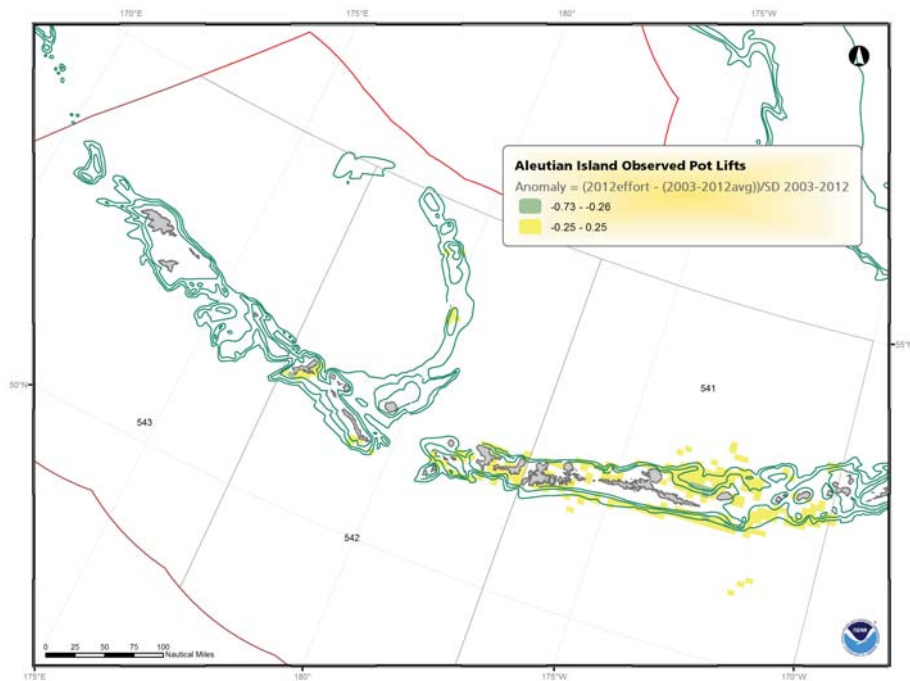 170°E
175°E
180°
175°W
Aleutian Island Observed Pot Lifts
Anomaly = (2012effort - (2003-2012avg))/SD 2003-2012
-0.73 - -0.26
-0.25 - 0.25
55°N
50°N
541
543
542
0 25 50 75 100
Nautical Miles
NOAA
175°E
180°
175°W
170°W